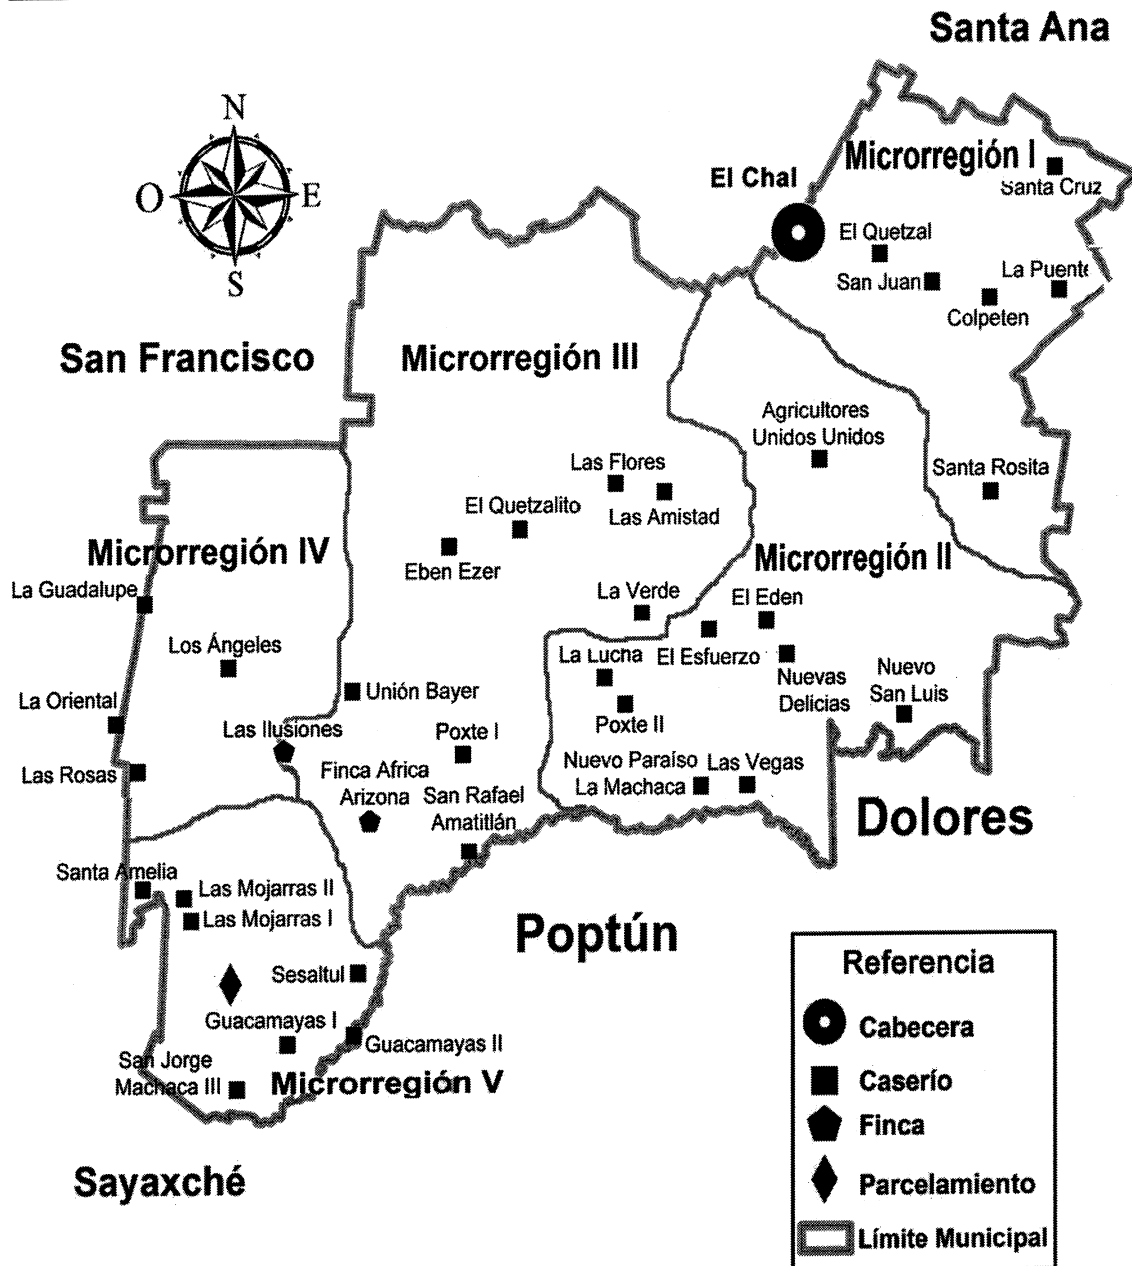 Santa Ana
N
O
E
S
Microrregión I
El Chal
Santa Cruz
El Quetzal
San Juan
La Puente
Colpeten
San Francisco
Microrregión III
Agricultores
Unidos Unidos
Las Flores
Santa Rosita
El Quetzalito
Las Amistad
Microrregión IV
Eben Ezer
Microrregión II
La Guadalupe
La Verde
El Eden
Los Ángeles
La Lucha
El Esfuerzo
Nuevas
Delicias
Nuevo
San Luis
La Oriental
Unión Bayer
Las Ilusiones
Poxte I
Poxte II
Las Rosas
Finca Africa
Arizona
San Rafael
Amatitlán
Nuevo Paraíso
La Machaca
Las Vegas
Dolores
Santa Amelia
Las Mojarras II
Las Mojarras I
Poptún
Sesaltul
Guacamayas I
Guacamayas II
San Jorge
Machaca III
Microrregión V
Sayaxché
Referencia
Cabecera
Caserío
Finca
Parcelamiento
Límite Municipal